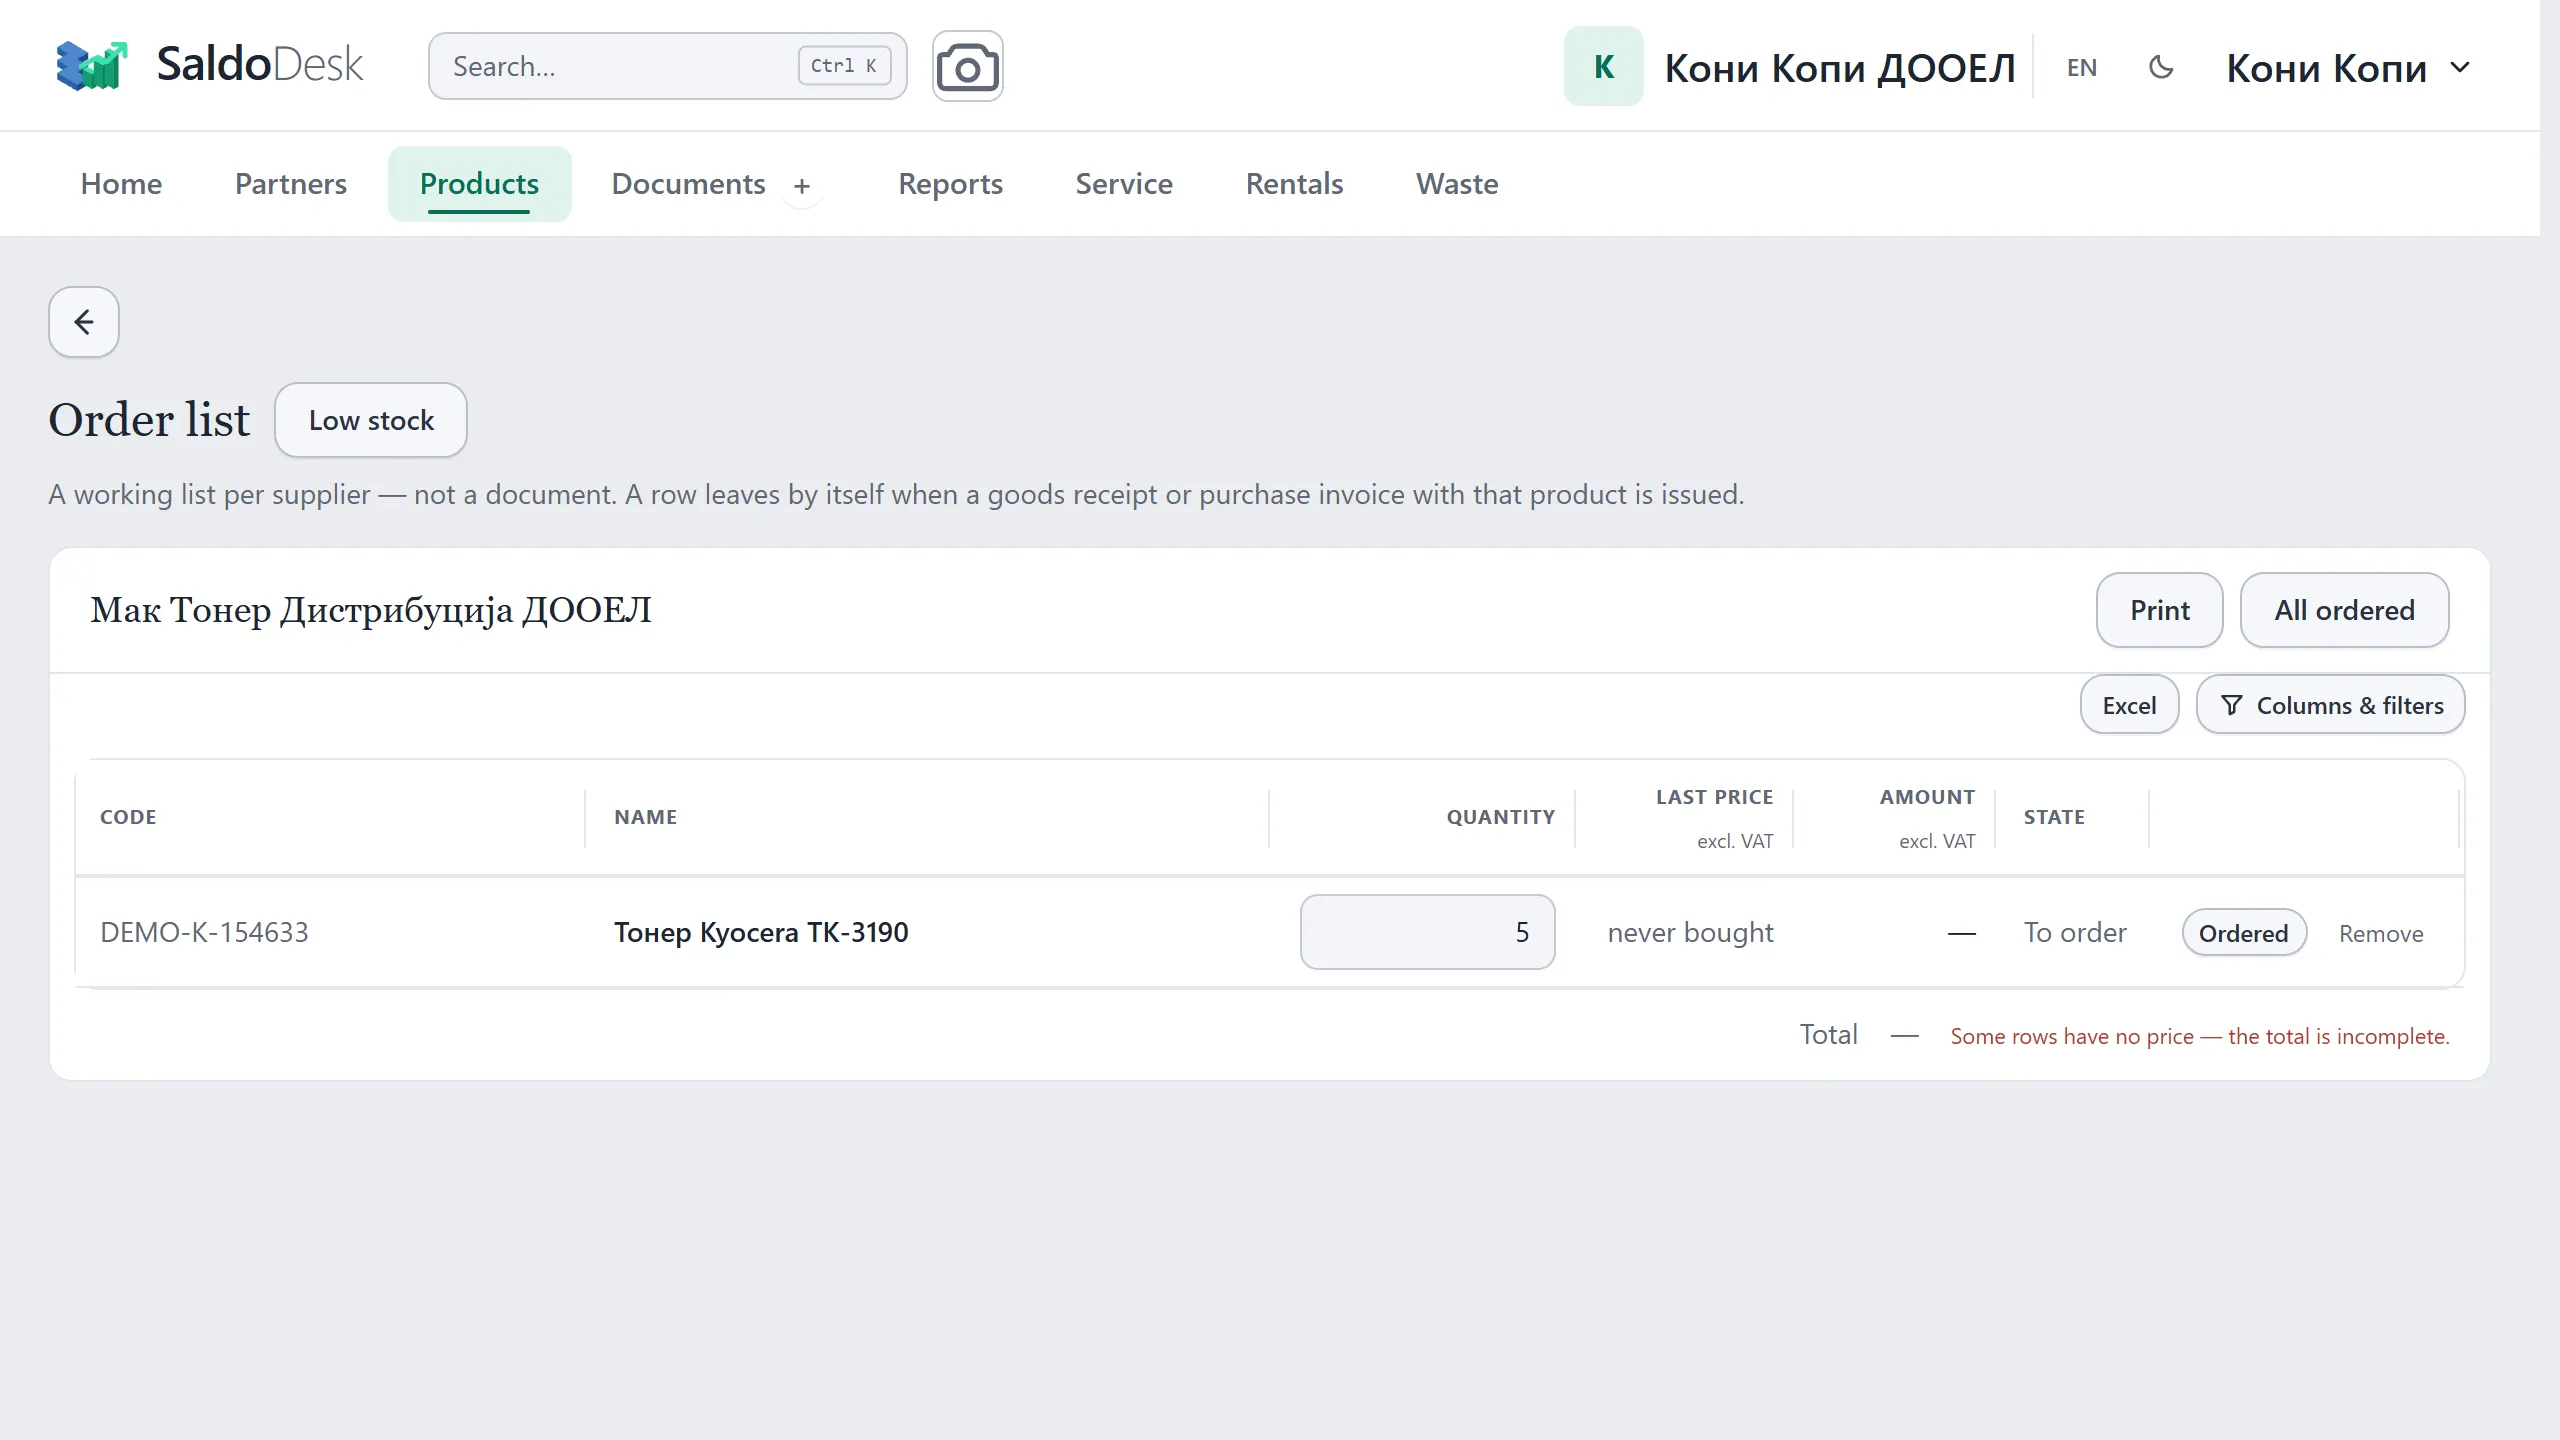 SaldoDesk
Search...
Ctrl K
K
Кони Копи ДООЕЛ
EN
Кони Копи
Home
Partners
Products
Documents
+
Reports
Service
Rentals
Waste
Order list
Low stock
A working list per supplier — not a document. A row leaves by itself when a goods receipt or purchase invoice with that product is issued.
Мак Тонер Дистрибуција ДООЕЛ
Print
All ordered
Excel
Columns & filters
CODE
NAME
QUANTITY
LAST PRICE
excl. VAT
AMOUNT
excl. VAT
STATE
DEMO-K-154633
Тонер Kyocera TK-3190
5
never bought
—
To order
Ordered
Remove
Total
—
Some rows have no price — the total is incomplete.